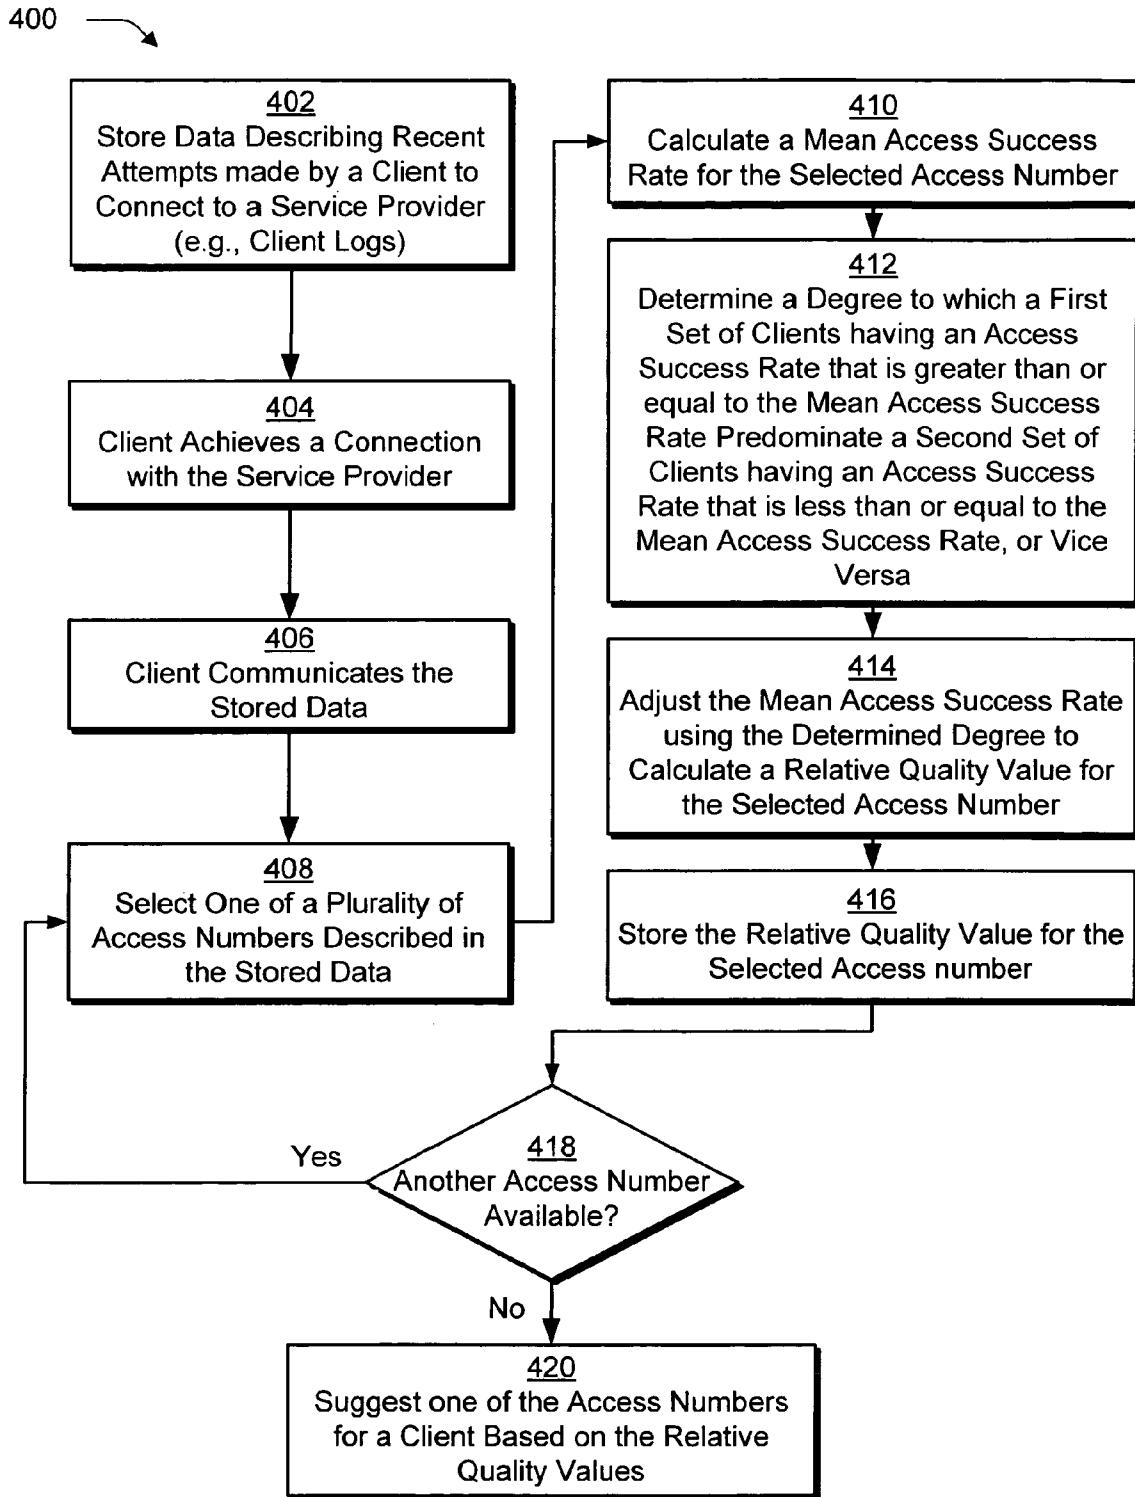 400
402
Store Data Describing Recent
Attempts made by a Client to
Connect to a Service Provider
(e.g., Client Logs)
404
Client Achieves a Connection
with the Service Provider
406
Client Communicates the
Stored Data
408
Select One of a Plurality of
Access Numbers Described in
the Stored Data
410
Calculate a Mean Access Success
Rate for the Selected Access Number
412
Determine a Degree to which a First
Set of Clients having an Access
Success Rate that is greater than or
equal to the Mean Access Success
Rate Predominate a Second Set of
Clients having an Access Success
Rate that is less than or equal to the
Mean Access Success Rate, or Vice
Versa
414
Adjust the Mean Access Success Rate
using the Determined Degree to
Calculate a Relative Quality Value for
the Selected Access Number
416
Store the Relative Quality Value for the
Selected Access number
418
Another Access Number
Available?
Yes
No
420
Suggest one of the Access Numbers
for a Client Based on the Relative
Quality Values